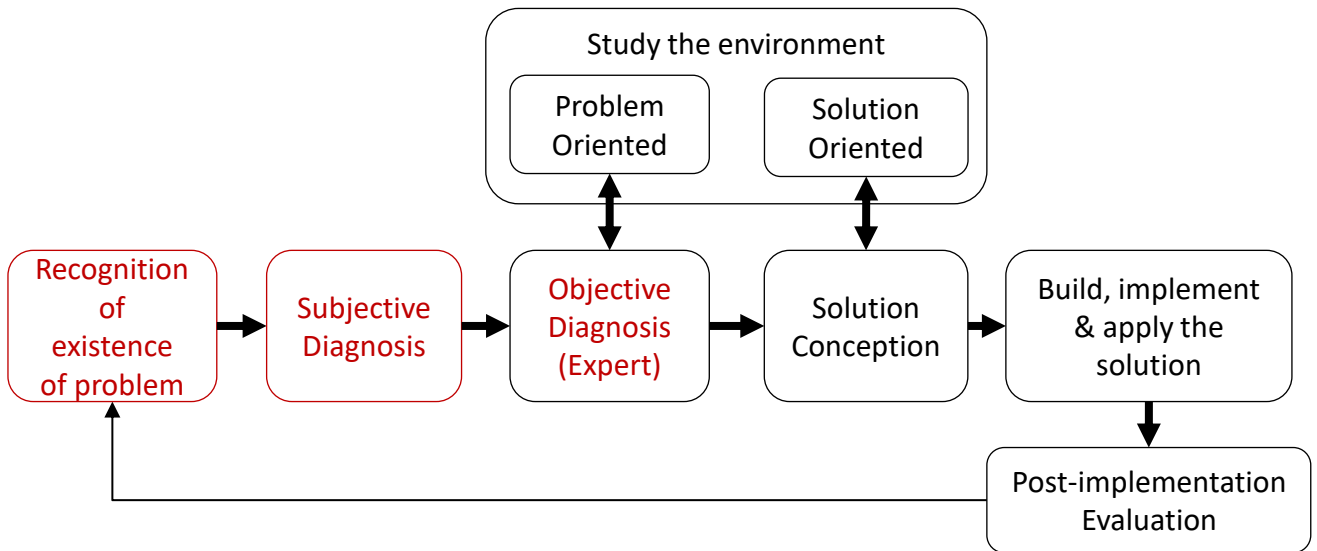 Study the environment
Problem
Oriented
Solution
Oriented
Recognition
of
existence
of problem
Subjective
Diagnosis
Objective
Diagnosis
(Expert)
Solution
Conception
Build, implement
& apply the
solution
Post-implementation
Evaluation